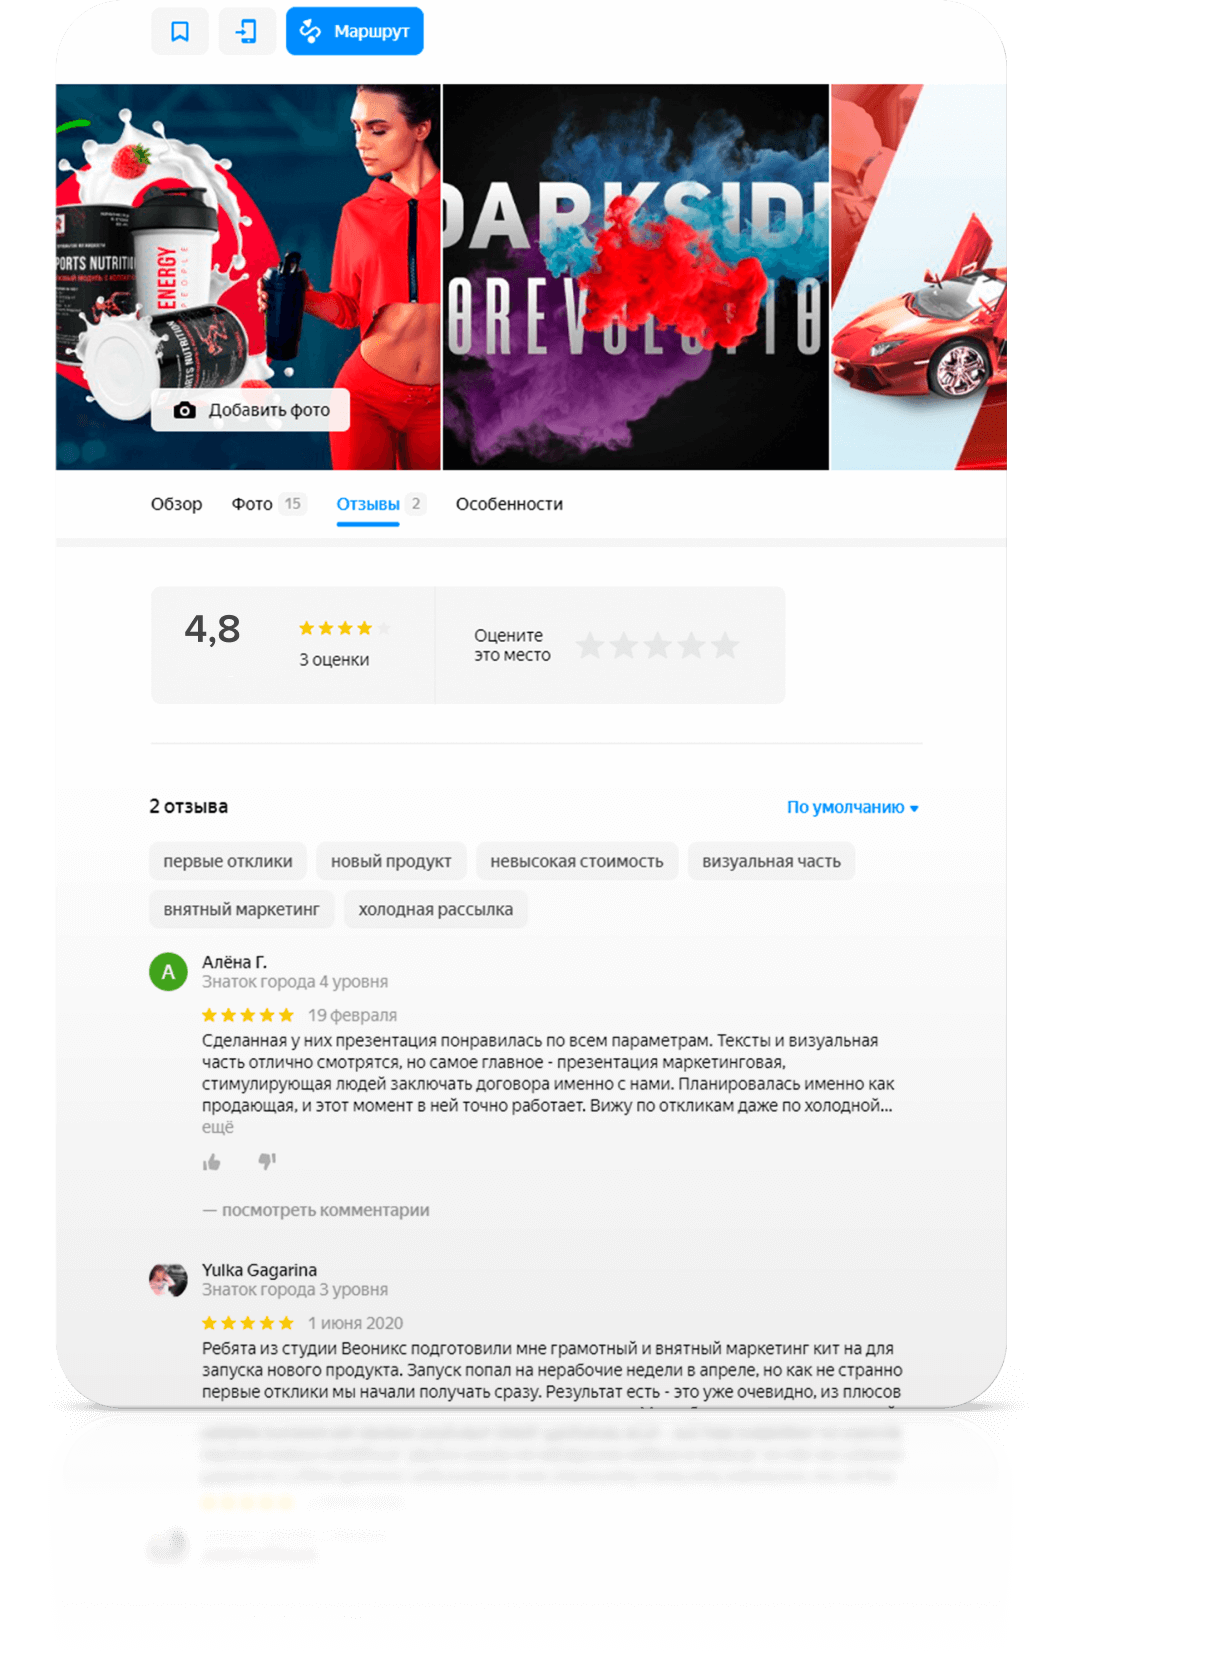 Маршрут
DARKSIDE
PORTS NUTRITIO
ENERGY
PEOPLE
REVOLUTIO
RTS NUTRITION
Добавить фото
Обзор Фото 15 Отзывы 2 Особенности
4,8
3 оценки
Оцените
это место
2 отзыва По умолчанию
первые отклики новый продукт невысокая стоимость визуальная часть
внятный маркетинг холодная рассылка
А
Алёна Г.
Знаток города 4 уровня
19 февраля
Сделанная у них презентация понравилась по всем параметрам. Тексты и визуальная
часть отлично смотрятся, но самое главное - презентация маркетинговая,
стимулирующая людей заключать договора именно с нами. Планировалась именно как
продающая, и этот момент в ней точно работает. Вижу по откликам даже по холодной...
ещё
— посмотреть комментарии
Yulka Gagarina
Знаток города 3 уровня
1 июня 2020
Ребята из студии Веоникс подготовили мне грамотный и внятный маркетинг кит на для
запуска нового продукта. Запуск попал на нерабочие недели в апреле, но как не странно
первые отклики мы начали получать сразу. Результат есть - это уже очевидно, из плюсов